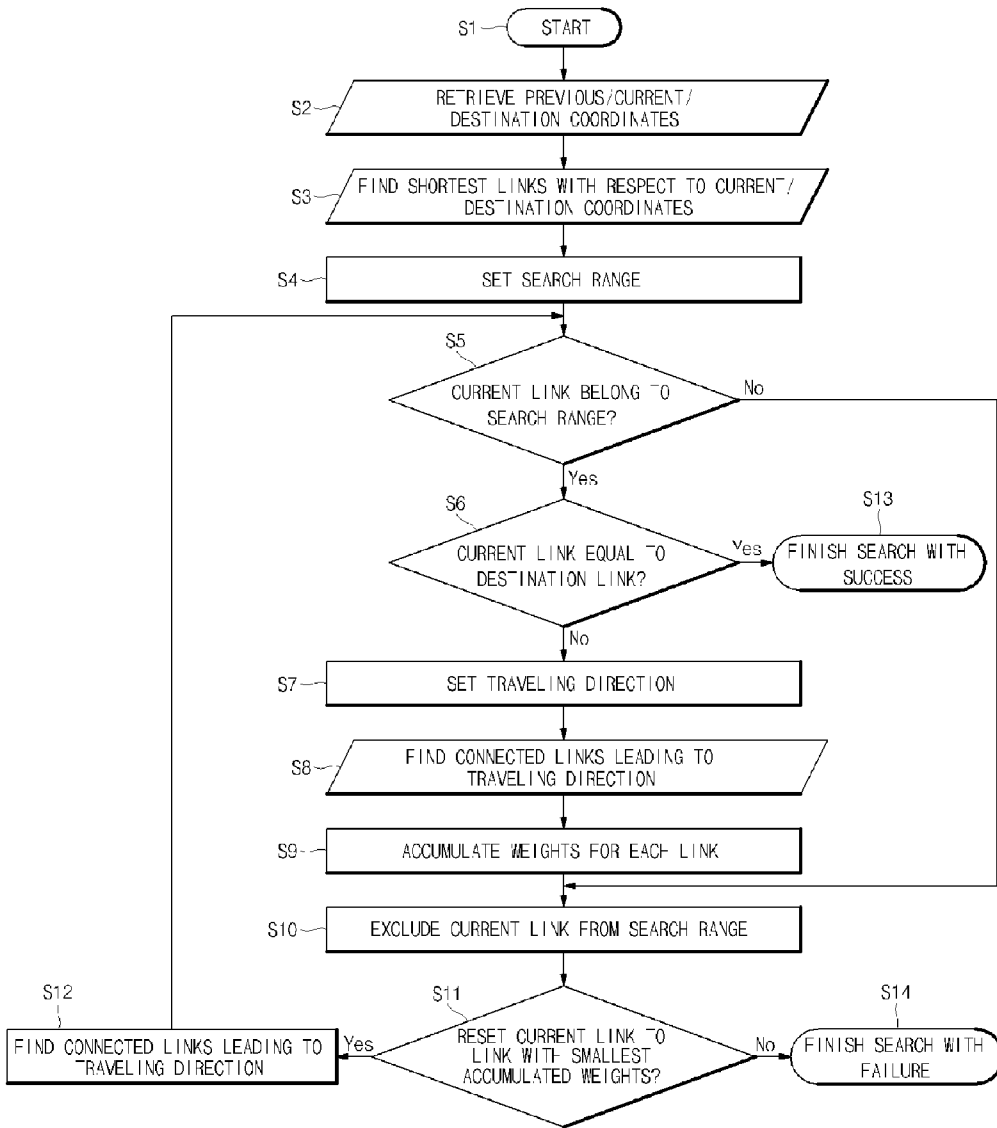 S1
START
S2
RETRIEVE PREVIOUS/CURRENT/
DESTINATION COORDINATES
S3
FIND SHORTEST LINKS WITH RESPECT TO CURRENT/
DESTINATION COORDINATES
S4
SET SEARCH RANGE
S5
CURRENT LINK BELONG TO
SEARCH RANGE?
No
Yes
S6
CURRENT LINK EQUAL TO
DESTINATION LINK?
Yes
S13
FINISH SEARCH WITH
SUCCESS
No
S7
SET TRAVELING DIRECTION
S8
FIND CONNECTED LINKS LEADING TO
TRAVELING DIRECTION
S9
ACCUMULATE WEIGHTS FOR EACH LINK
S10
EXCLUDE CURRENT LINK FROM SEARCH RANGE
S11
RESET CURRENT LINK TO
LINK WITH SMALLEST
ACCUMULATED WEIGHTS?
Yes
S12
FIND CONNECTED LINKS LEADING TO
TRAVELING DIRECTION
No
S14
FINISH SEARCH WITH
FAILURE